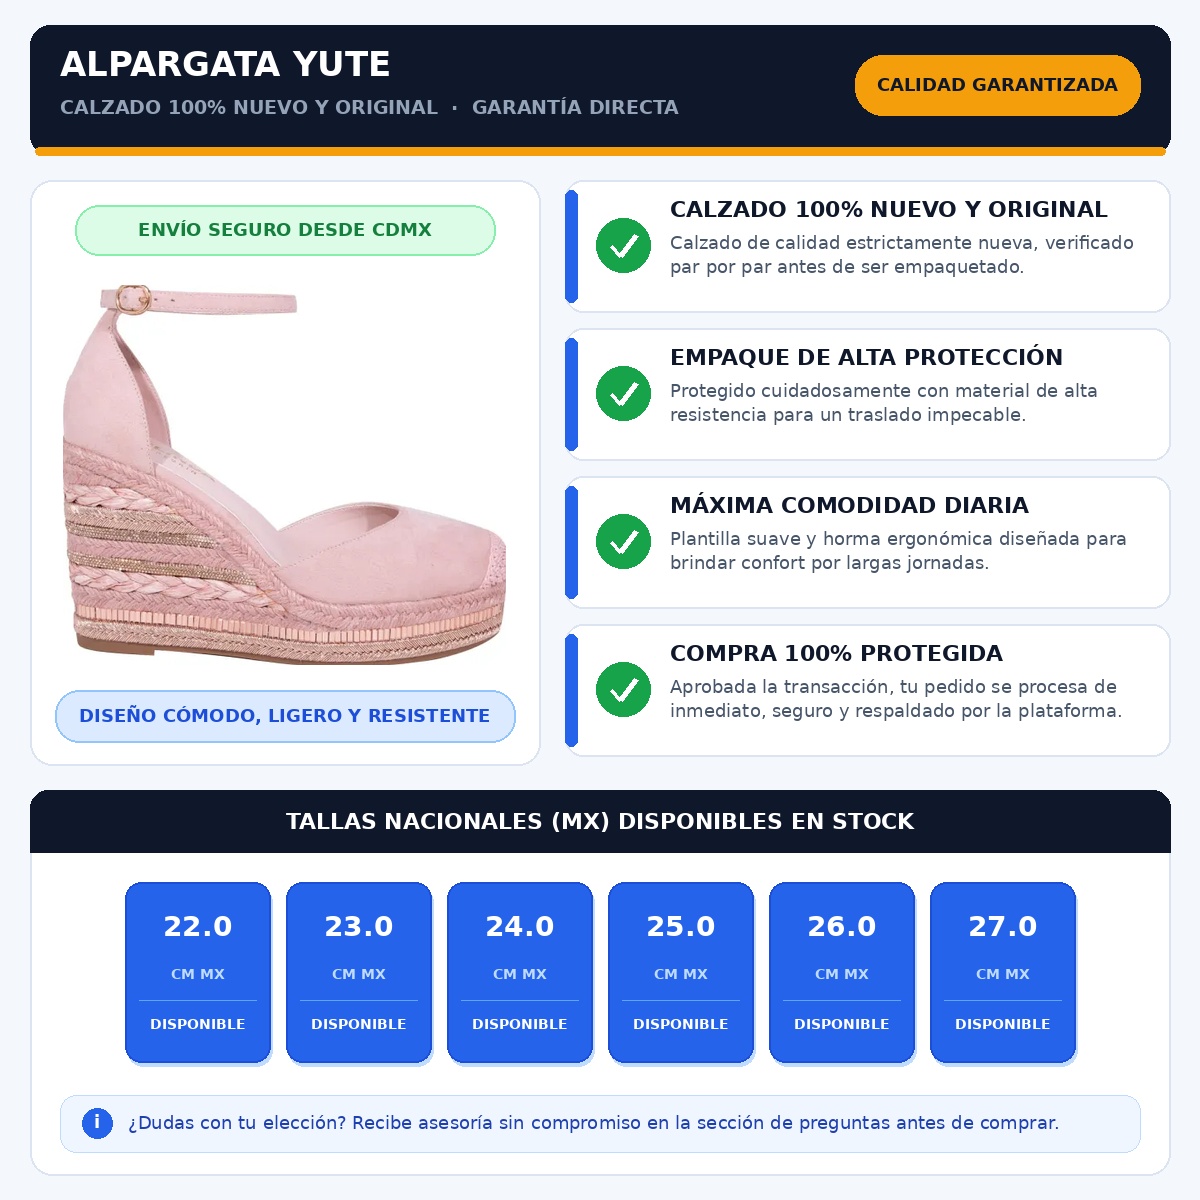 ALPARGATA YUTE
CALZADO 100% NUEVO Y ORIGINAL · GARANTÍA DIRECTA
CALIDAD GARANTIZADA
ENVÍO SEGURO DESDE CDMX
DISEÑO CÓMODO, LIGERO Y RESISTENTE
CALZADO 100% NUEVO Y ORIGINAL
Calzado de calidad estrictamente nueva, verificado
par por par antes de ser empaquetado.
EMPAQUE DE ALTA PROTECCIÓN
Protegido cuidadosamente con material de alta
resistencia para un traslado impecable.
MÁXIMA COMODIDAD DIARIA
Plantilla suave y horma ergonómica diseñada para
brindar confort por largas jornadas.
COMPRA 100% PROTEGIDA
Aprobada la transacción, tu pedido se procesa de
inmediato, seguro y respaldado por la plataforma.
TALLAS NACIONALES (MX) DISPONIBLES EN STOCK
22.0
CM MX
DISPONIBLE
23.0
CM MX
DISPONIBLE
24.0
CM MX
DISPONIBLE
25.0
CM MX
DISPONIBLE
26.0
CM MX
DISPONIBLE
27.0
CM MX
DISPONIBLE
i
¿Dudas con tu elección? Recibe asesoría sin compromiso en la sección de preguntas antes de comprar.